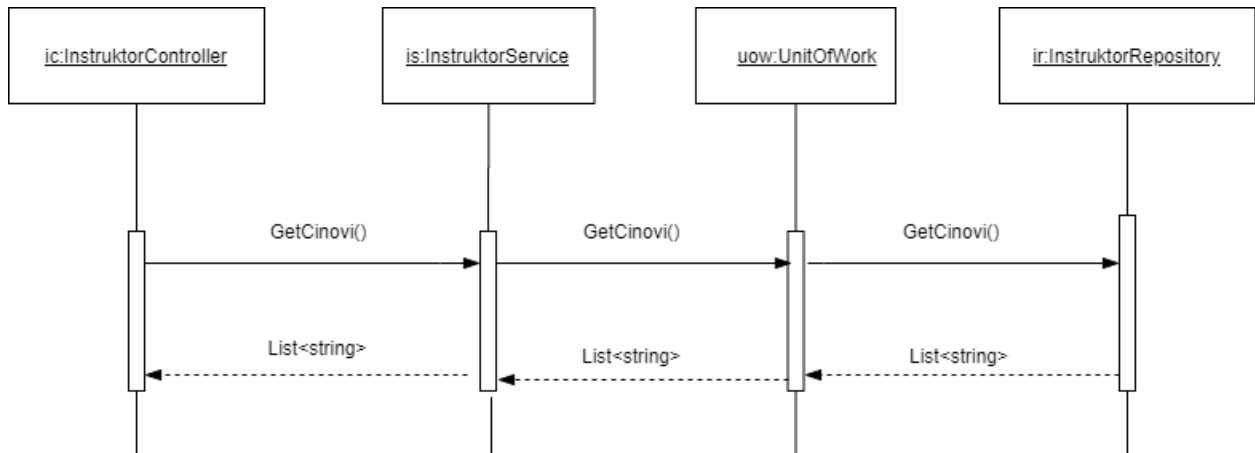 ic:InstruktorController
is:InstruktorService
uow:UnitOfWork
ir:InstruktorRepository
GetCinovi()
GetCinovi()
GetCinovi()
List<string>
List<string>
List<string>